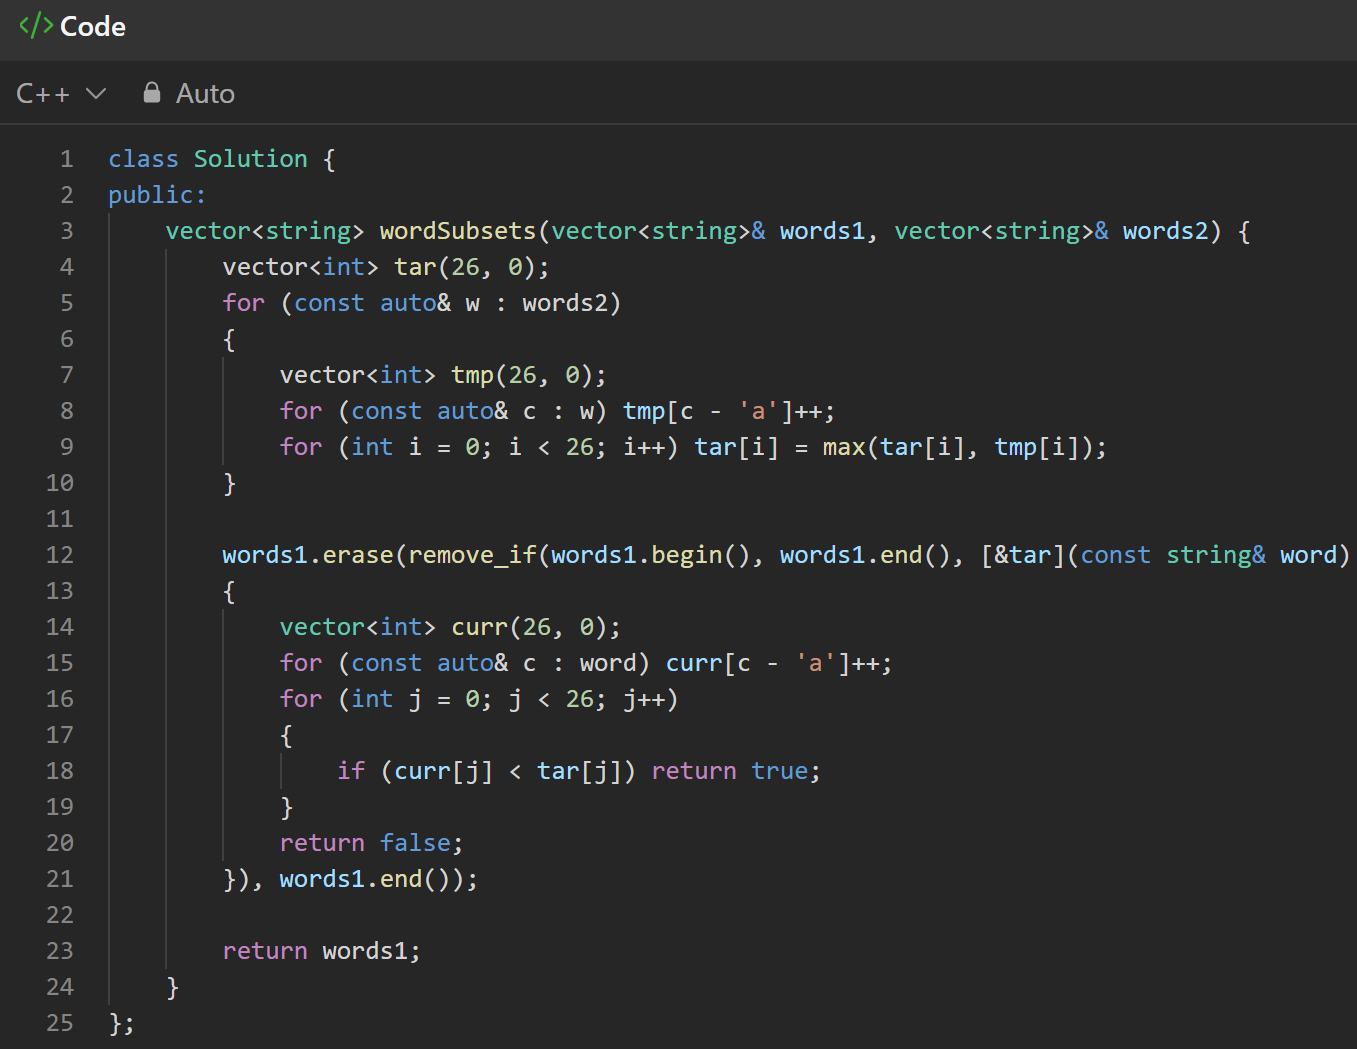 </> Code
C++ Auto
1 class Solution {
2 public:
3     vector<string> wordSubsets(vector<string>& words1, vector<string>& words2) {
4         vector<int> tar(26, 0);
5         for (const auto& w : words2)
6         {
7             vector<int> tmp(26, 0);
8             for (const auto& c : w) tmp[c - 'a']++;
9             for (int i = 0; i < 26; i++) tar[i] = max(tar[i], tmp[i]);
10         }
11
12         words1.erase(remove_if(words1.begin(), words1.end(), [&tar](const string& word)
13         {
14             vector<int> curr(26, 0);
15             for (const auto& c : word) curr[c - 'a']++;
16             for (int j = 0; j < 26; j++)
17             {
18                 if (curr[j] < tar[j]) return true;
19             }
20             return false;
21         }), words1.end());
22
23         return words1;
24     }
25 };